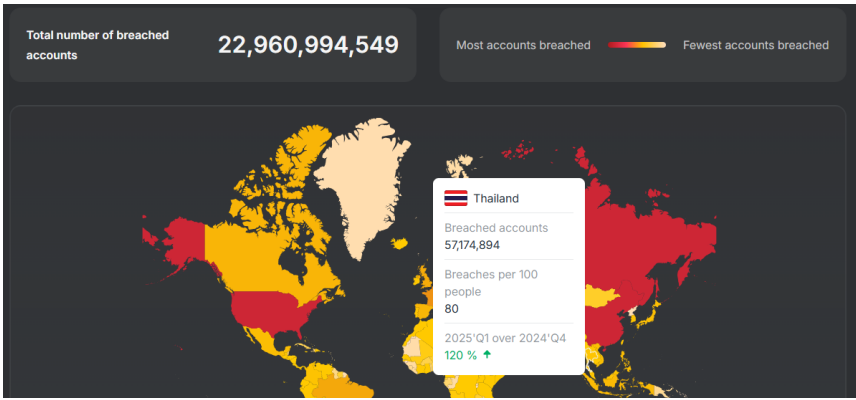 Total number of breached
accounts
22,960,994,549
Most accounts breached
Fewest accounts breached
Thailand
Breached accounts
57,174,894
Breaches per 100
people
80
2025'Q1 over 2024'Q4
120 %